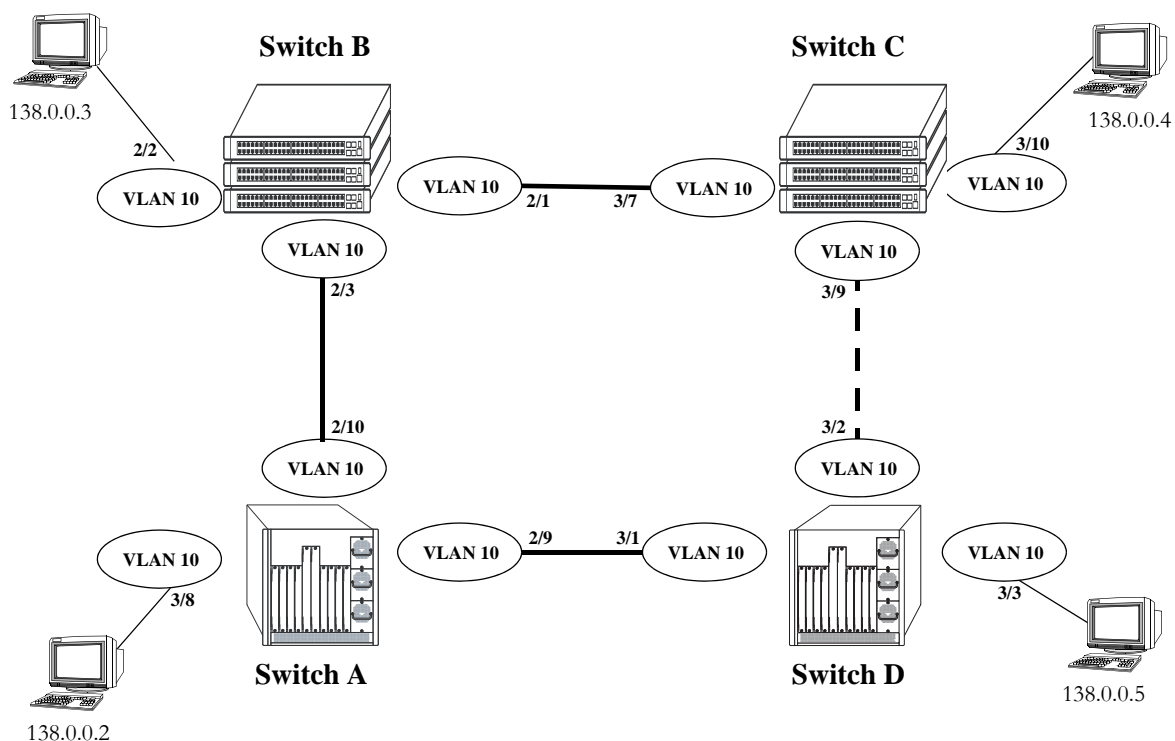 Switch B
Switch C
138.0.0.3
138.0.0.4
2/2
3/10
VLAN 10
VLAN 10
2/1
3/7
VLAN 10
VLAN 10
VLAN 10
2/3
VLAN 10
3/9
2/10
VLAN 10
3/2
VLAN 10
VLAN 10
3/8
VLAN 10
2/9
3/1
VLAN 10
VLAN 10
3/3
Switch A
Switch D
138.0.0.2
138.0.0.5